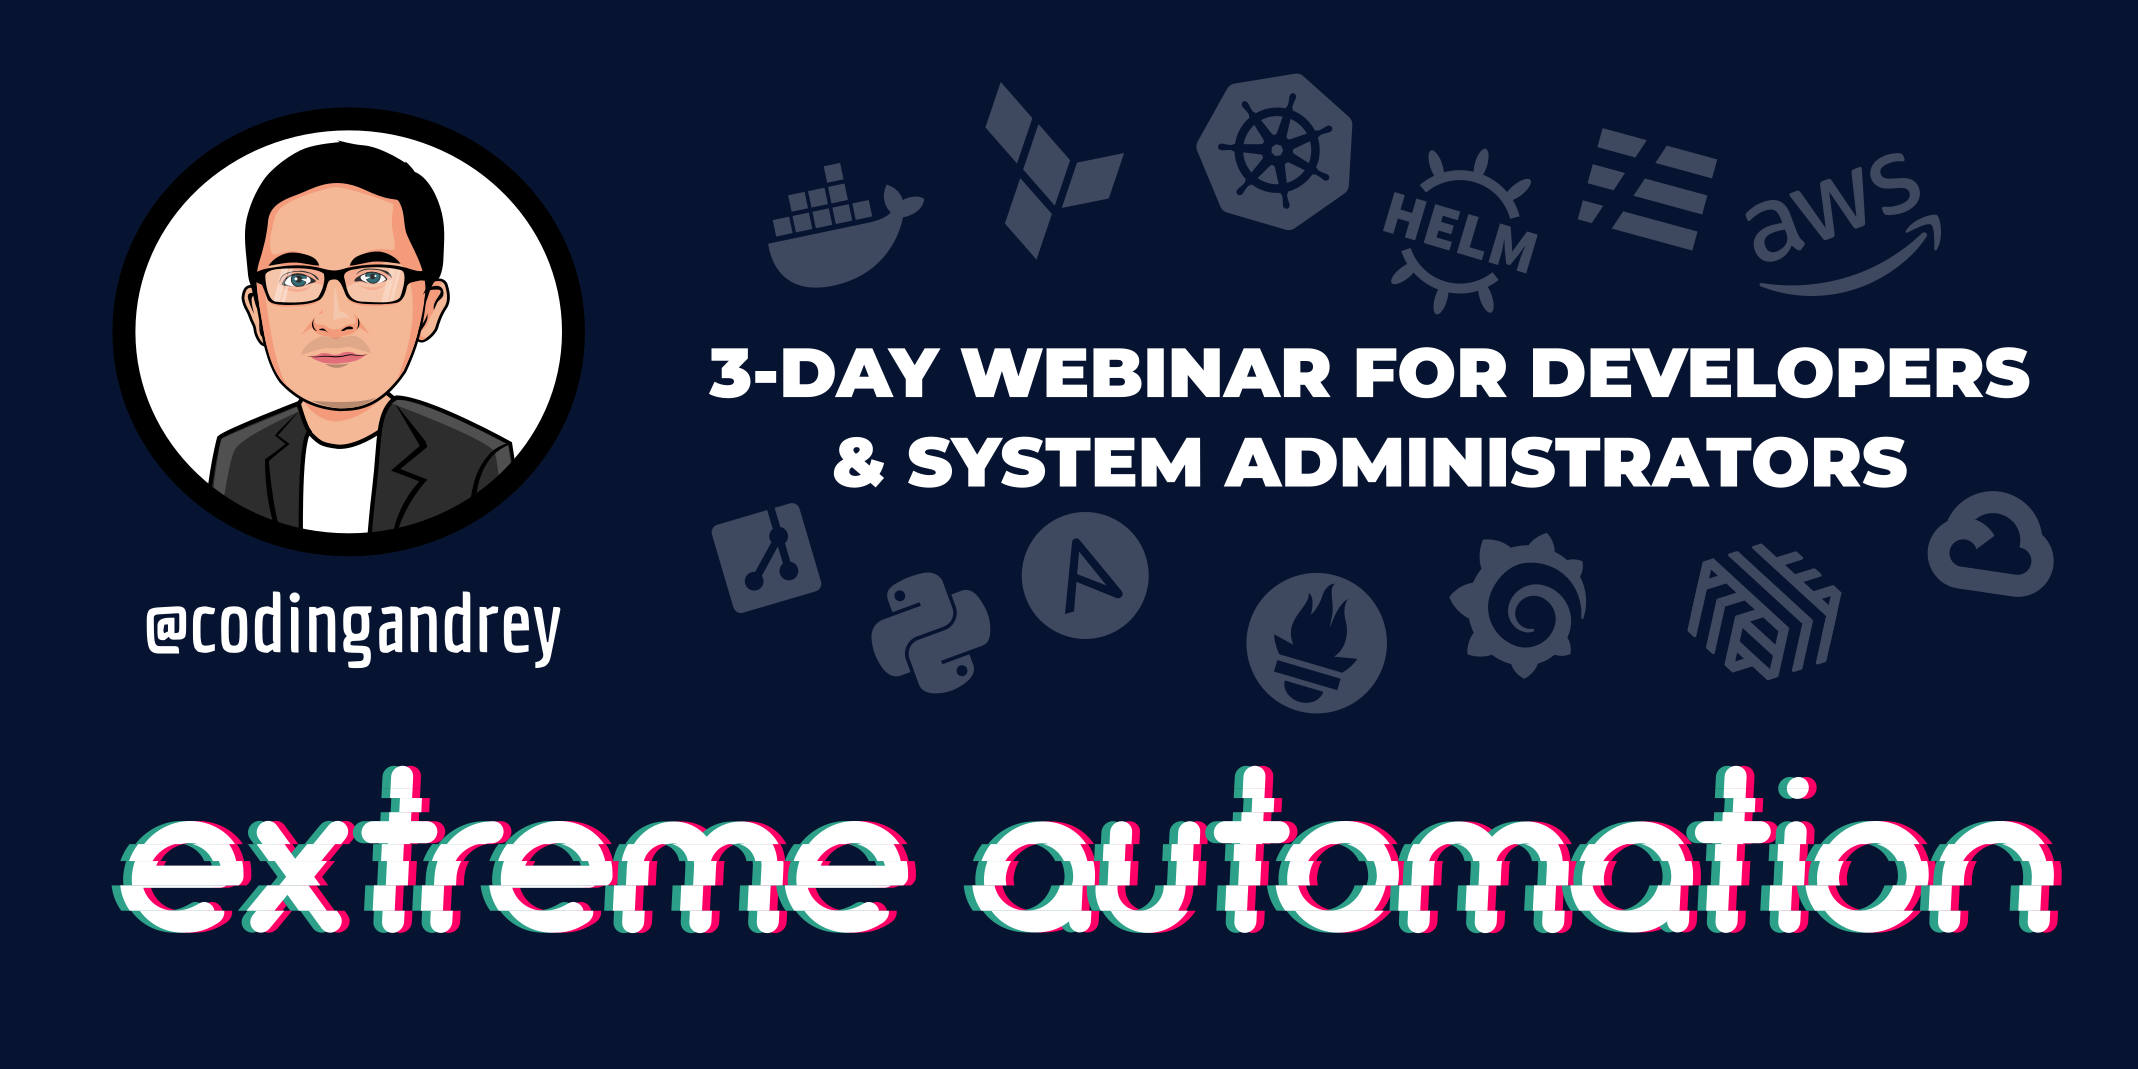 HELM
aws
3-DAY WEBINAR FOR DEVELOPERS
& SYSTEM ADMINISTRATORS
@codingandrey
extreme automation